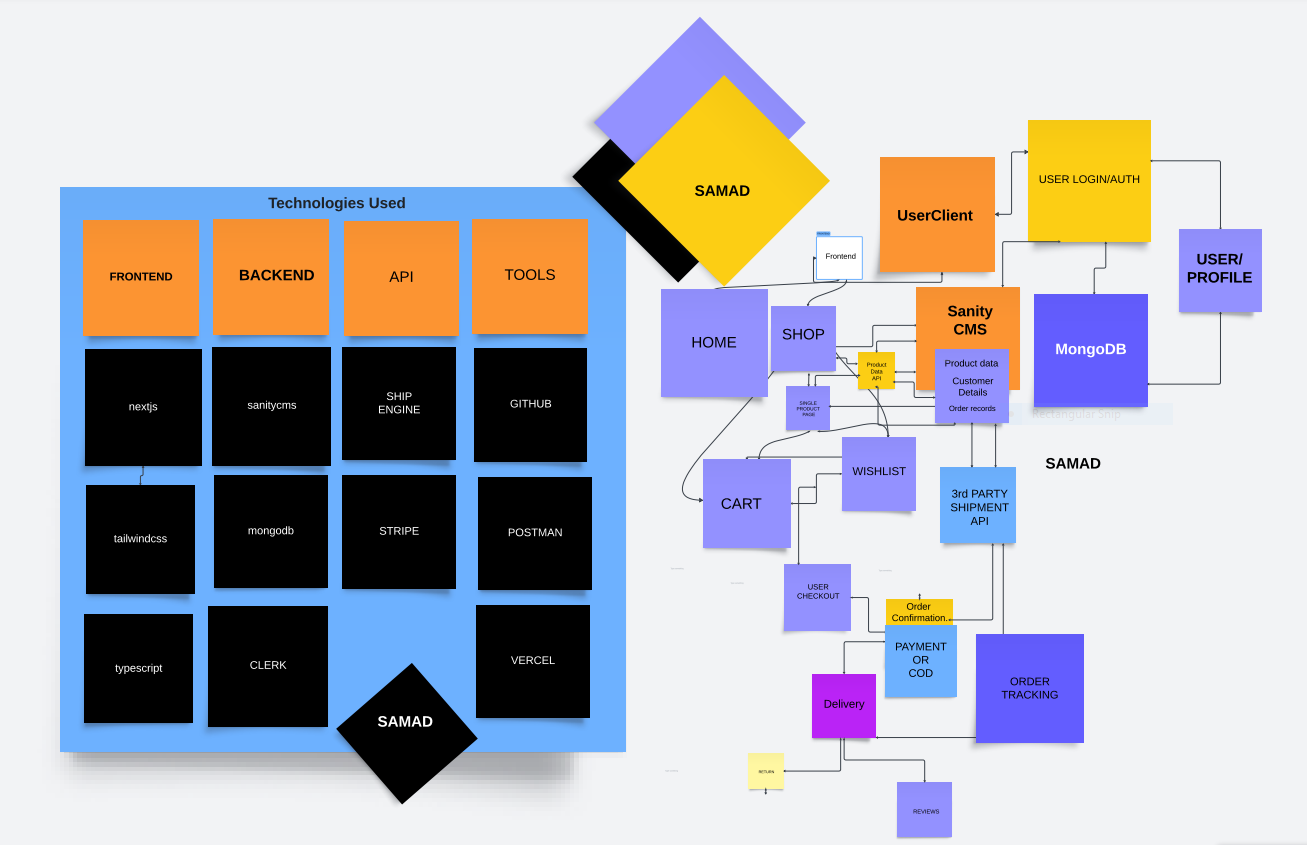 Technologies Used
FRONTEND
BACKEND
API
TOOLS
nextjs
sanitycms
SHIP
ENGINE
GITHUB
tailwindcss
mongodb
STRIPE
POSTMAN
typescript
CLERK
VERCEL
SAMAD
SAMAD
UserClient
USER LOGIN/AUTH
USER/
PROFILE
Frontend
HOME
SHOP
Sanity
CMS
MongoDB
Product
Data
API
Product data
Customer
Details
Order records
SINGLE
PRODUCT
PAGE
Rectangular Snip
SAMAD
WISHLIST
CART
3rd PARTY
SHIPMENT
API
USER
CHECKOUT
Order
Confirmation..
PAYMENT
OR
COD
ORDER
TRACKING
Delivery
RETURN
REVIEWS